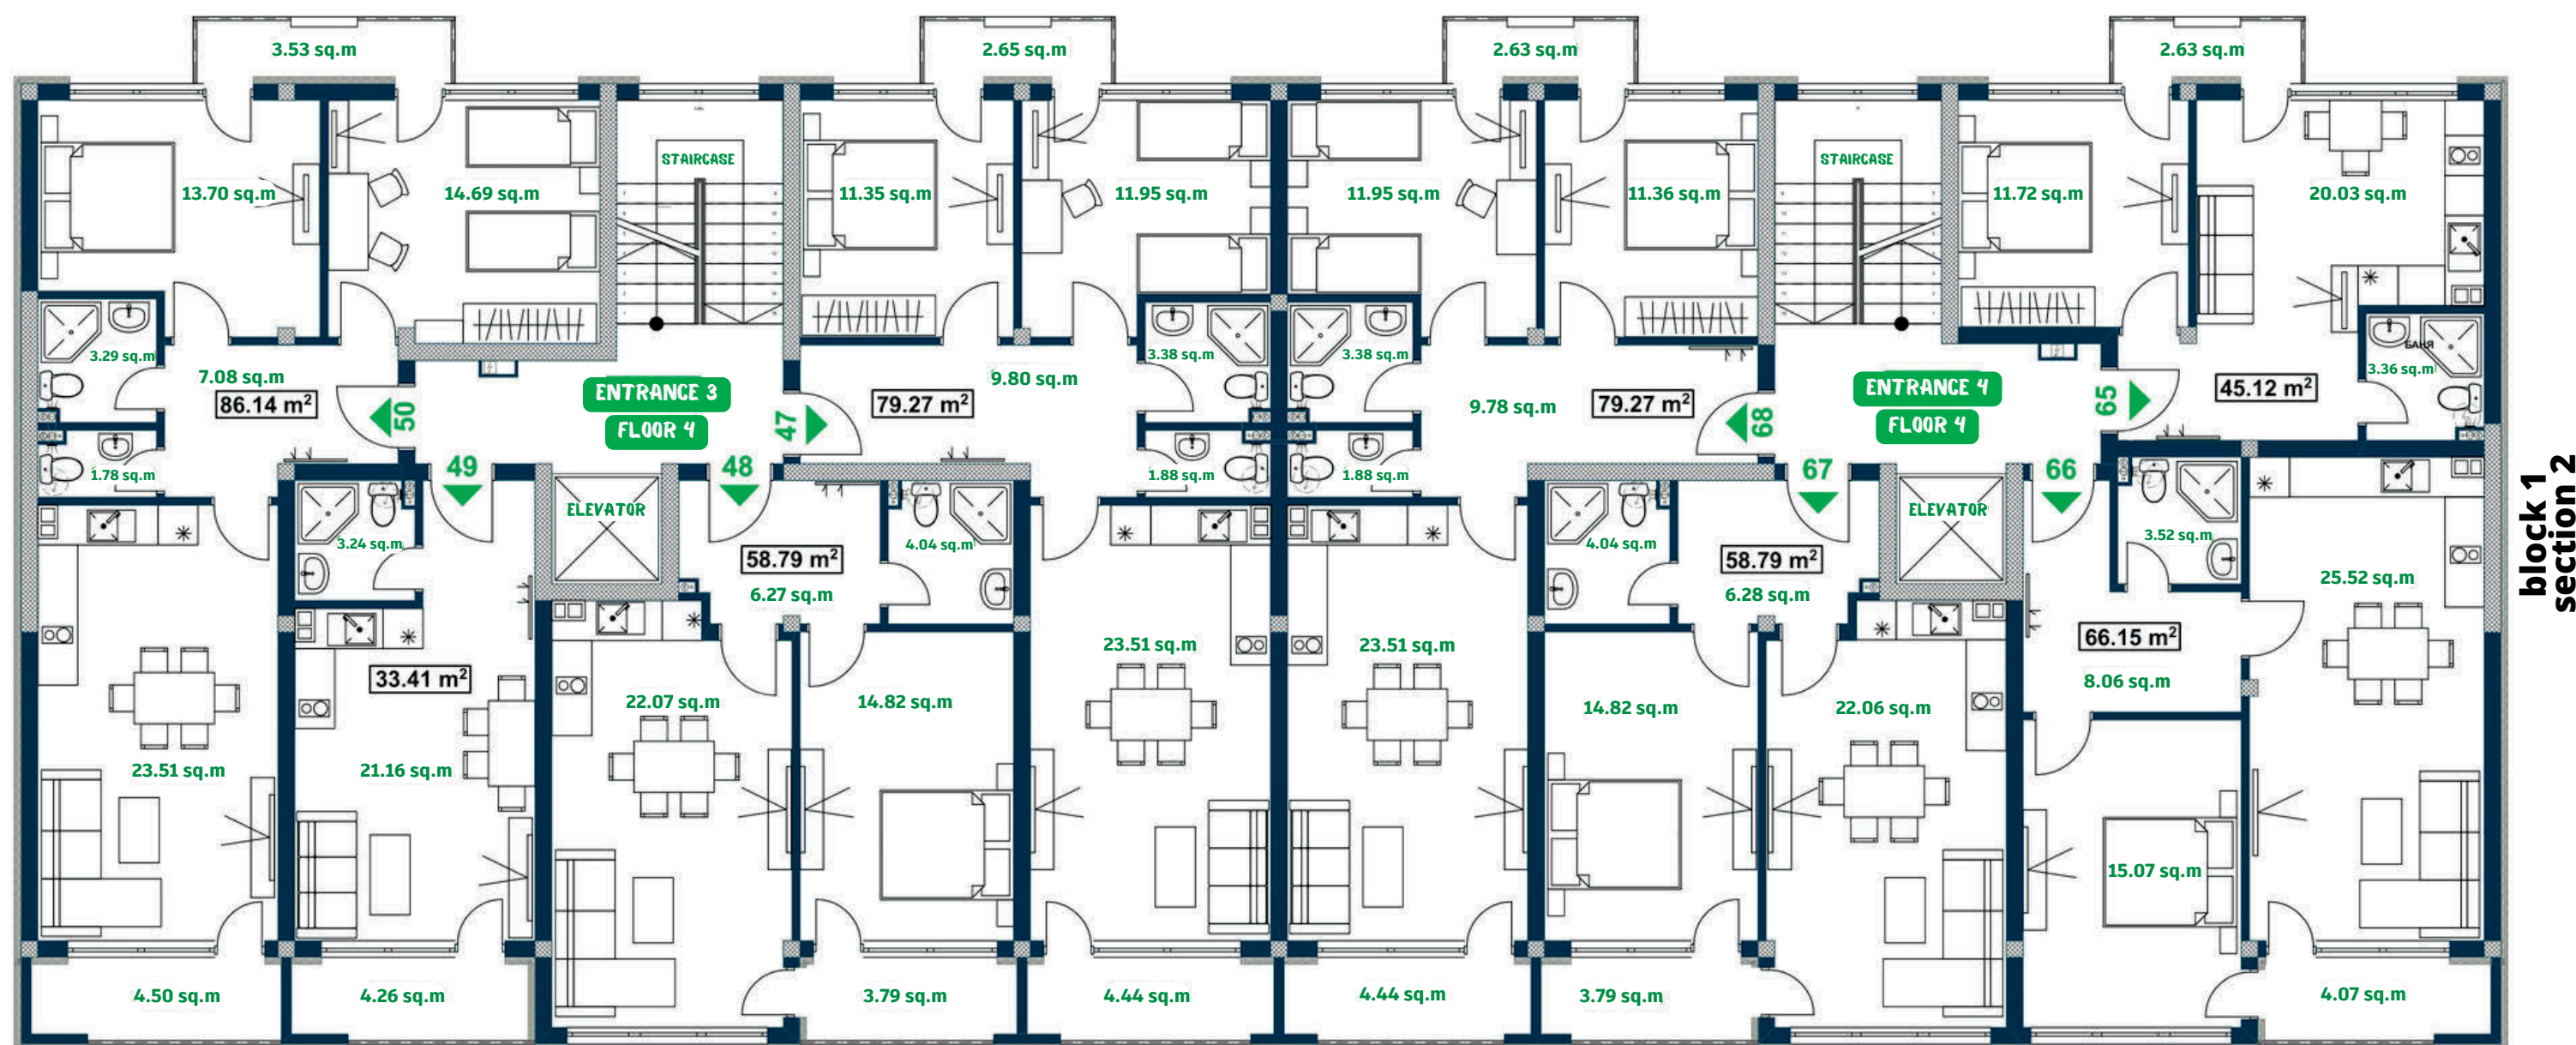 3.53 sq.m
2.65 sq.m
2.63 sq.m
2.63 sq.m
STAIRCASE
STAIRCASE
13.70 sq.m
14.69 sq.m
11.35 sq.m
11.95 sq.m
11.95 sq.m
11.36 sq.m
11.72 sq.m
20.03 sq.m
3.29 sq.m
3.38 sq.m
3.38 sq.m
БАНЯ
3.36 sq.m
7.08 sq.m
86.14 m²
50
ENTRANCE 3
FLOOR 4
47
9.80 sq.m
79.27 m²
9.78 sq.m
79.27 m²
68
ENTRANCE 4
FLOOR 4
65
45.12 m²
1.78 sq.m
49
48
1.88 sq.m
1.88 sq.m
67
66
ELEVATOR
ELEVATOR
3.24 sq.m
58.79 m²
6.27 sq.m
4.04 sq.m
4.04 sq.m
58.79 m²
6.28 sq.m
3.52 sq.m
25.52 sq.m
block 1
section 2
33.41 m²
23.51 sq.m
23.51 sq.m
66.15 m²
8.06 sq.m
22.07 sq.m
14.82 sq.m
14.82 sq.m
22.06 sq.m
23.51 sq.m
21.16 sq.m
15.07 sq.m
4.50 sq.m
4.26 sq.m
3.79 sq.m
4.44 sq.m
4.44 sq.m
3.79 sq.m
4.07 sq.m